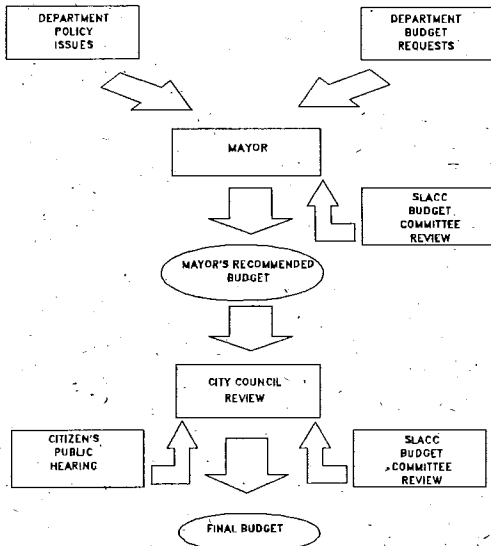 DEPARTMENT
POLICY
ISSUES
DEPARTMENT
BUDGET
REQUESTS
MAYOR
SLACC
BUDGET
COMMITTEE
REVIEW
MAYOR'S RECOMMENDED
BUDGET
CITY COUNCIL
REVIEW
CITIZEN'S
PUBLIC
HEARING
SLACC
BUDGET
COMMITTEE
REVIEW
FINAL BUDGET